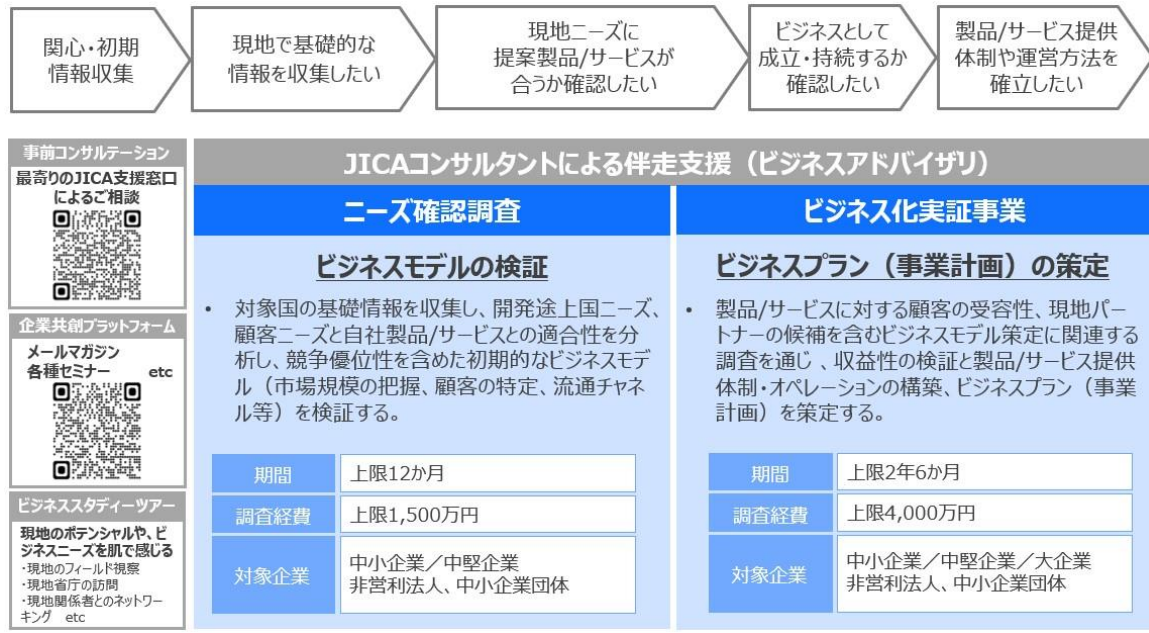 関心・初期
情報収集
現地で基礎的な
情報を収集したい
現地ニーズに
提案製品/サービスが
合うか確認したい
ビジネスとして
成立・持続するか
確認したい
製品/サービス提供
体制や運営方法を
確立したい
事前コンサルテーション
最寄りのJICA支援窓口
によるご相談
企業共創プラットフォーム
メールマガジン
各種セミナー etc
ビジネススタディーツアー
現地のポテンシャルや、ビ
ジネスニーズを肌で感じる
・現地のフィールド視察
・現地省庁の訪問
・現地関係者とのネットワー
キング etc
JICAコンサルタントによる伴走支援（ビジネスアドバイザリ）
ニーズ確認調査
ビジネスモデルの検証
• 対象国の基礎情報を収集し、開発途上国ニーズ、
顧客ニーズと自社製品/サービスとの適合性を分
析し、競争優位性を含めた初期的なビジネスモデ
ル（市場規模の把握、顧客の特定、流通チャネ
ル等）を検証する。
期間 上限12か月
調査経費 上限1,500万円
対象企業 中小企業／中堅企業
非営利法人、中小企業団体
ビジネス化実証事業
ビジネスプラン（事業計画）の策定
• 製品/サービスに対する顧客の受容性、現地パー
トナーの候補を含むビジネスモデル策定に関連する
調査を通じ 、収益性の検証と製品/サービス提供
体制・オペレーションの構築、ビジネスプラン（事業
計画）を策定する。
期間 上限2年6か月
調査経費 上限4,000万円
対象企業 中小企業／中堅企業／大企業
非営利法人、中小企業団体